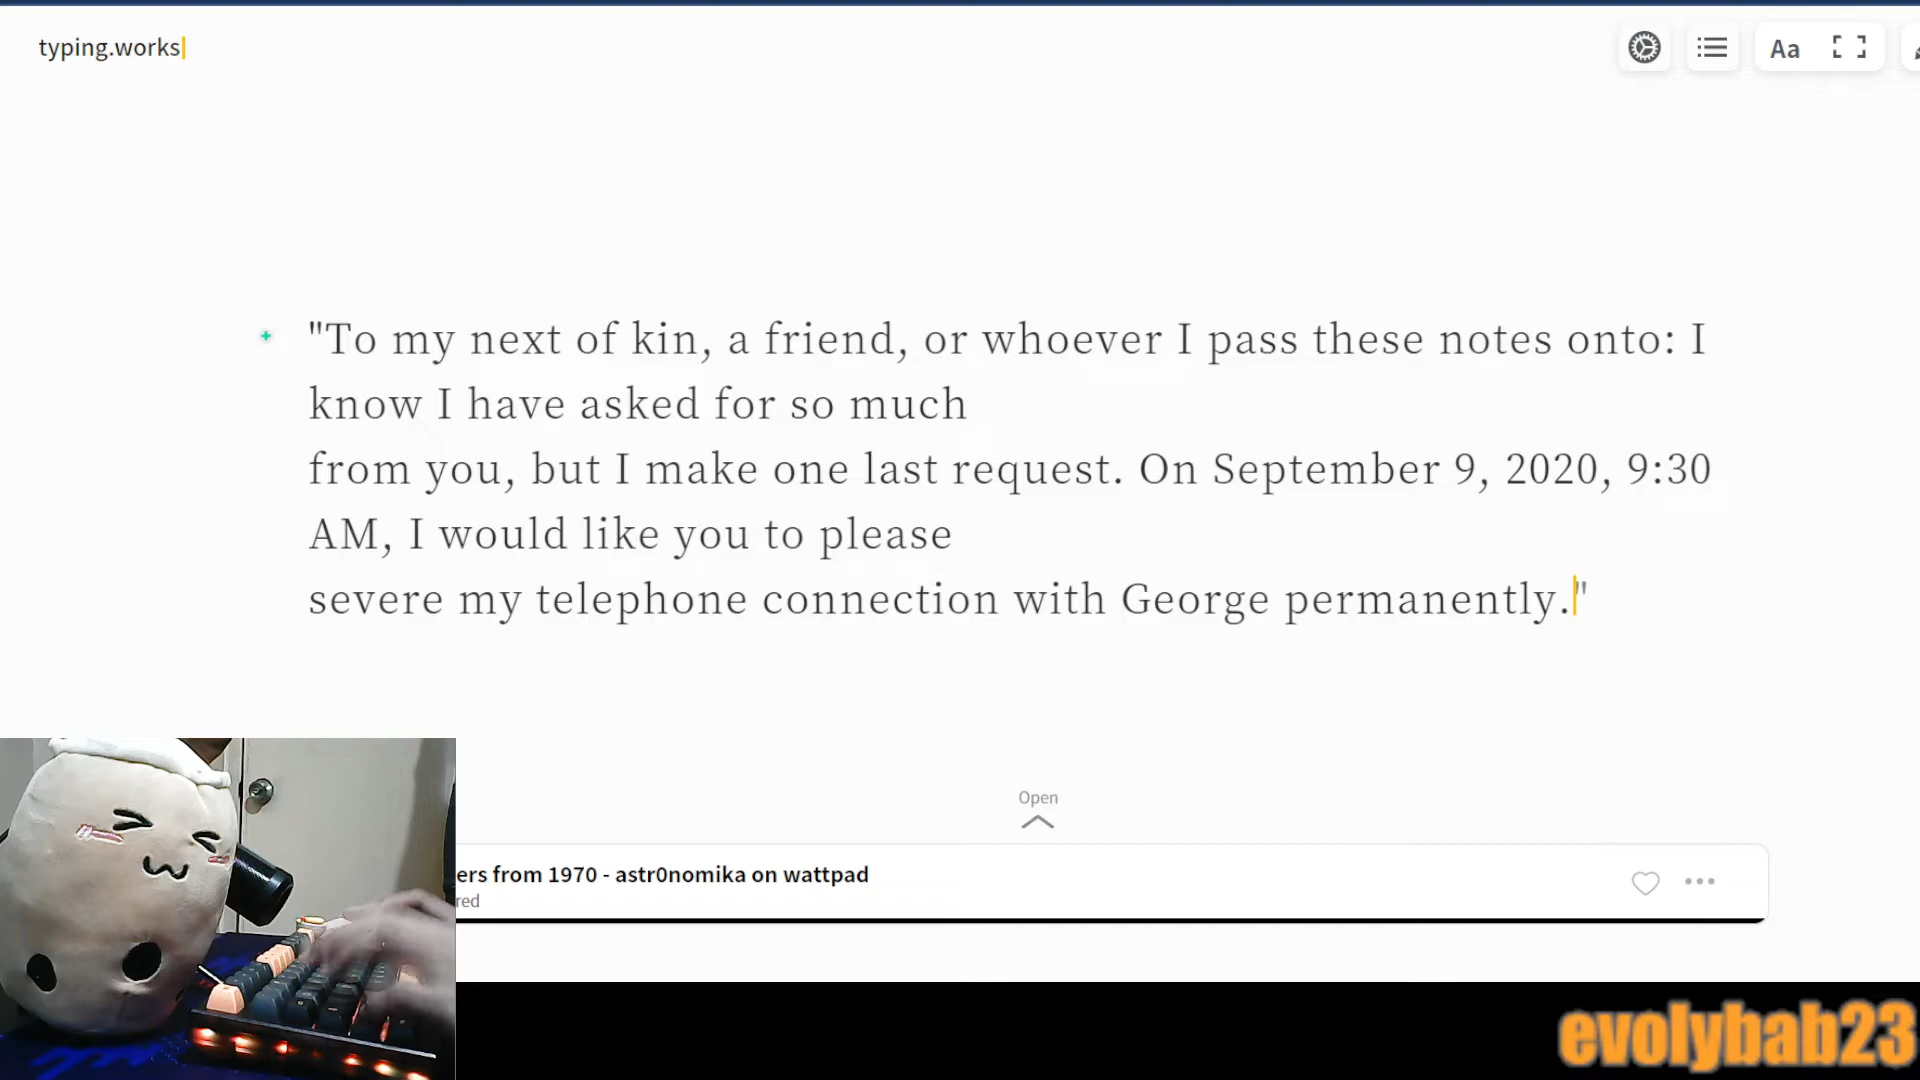 typing.works
Aa
"To my next of kin, a friend, or whoever I pass these notes onto: I
know I have asked for so much
from you, but I make one last request. On September 9, 2020, 9:30
AM, I would like you to please
severe my telephone connection with George permanently."
Open
ers from 1970 - astr0nomika on wattpad
red
evolybab23